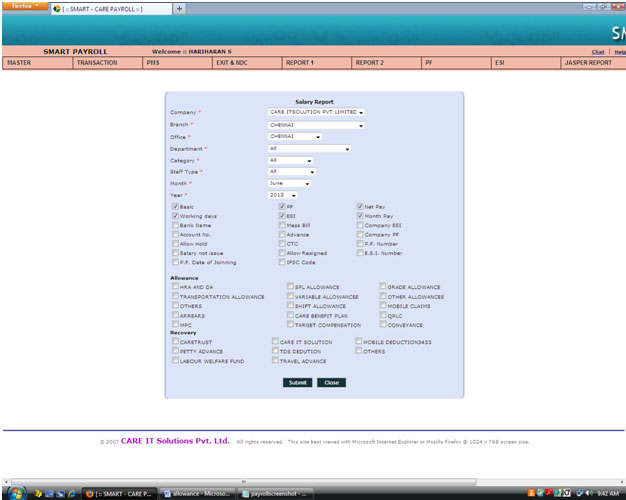 Firefox
[ :: SMART - CARE PAYROLL :: ]
SM
SMART PAYROLL Welcome :: HARIHARAN S Chat | Help
MASTER TRANSACTION PMS EXIT & NDC REPORT 1 REPORT 2 PF ESI JASPER REPORT
Salary Report
Company * CARE ITSOLUTION PVT LIMITED
Branch * CHENNAI
Office * CHENNAI
Department * All
Category * All
Staff Type * All
Month * June
Year * 2013
Basic PF Net Pay
Working days ESI Month Pay
Bank Name Mess Bill Company ESI
Account No. Advance Company PF
Allow Hold CTC P.F. Number
Salary not issue Allow Resigned E.S.I. Number
P.F. Date of Joinning IFSC Code
Allowance
HRA AND DA SPL ALLOWANCE GRADE ALLOWANCE
TRANSPORTATION ALLOWANCE VARIABLE ALLOWANCEE OTHER ALLOWANCES
OTHERS SHIFT ALLOWANCE MOBILE CLAIMS
ARREARS CARE BENEFIT PLAN QPLC
MPC TARGET COMPENSATION CONVEYANCE
Recovery
CARETRUST CARE IT SOLUTION MOBILE DEDUCTION3433
PETTY ADVANCE TDS DEDUTION OTHERS
LABOUR WELFARE FUND TRAVEL ADVANCE
Submit Close
© 2007 CARE IT Solutions Pvt. Ltd. All rights reserved. This site best viewed with Microsoft Internet Explorer or Mozilla Firefox @ 1024 x 768 screen size.
[ :: SMART - CARE P... allowance - Microso... payrollscreenshot - ... 9:42 AM